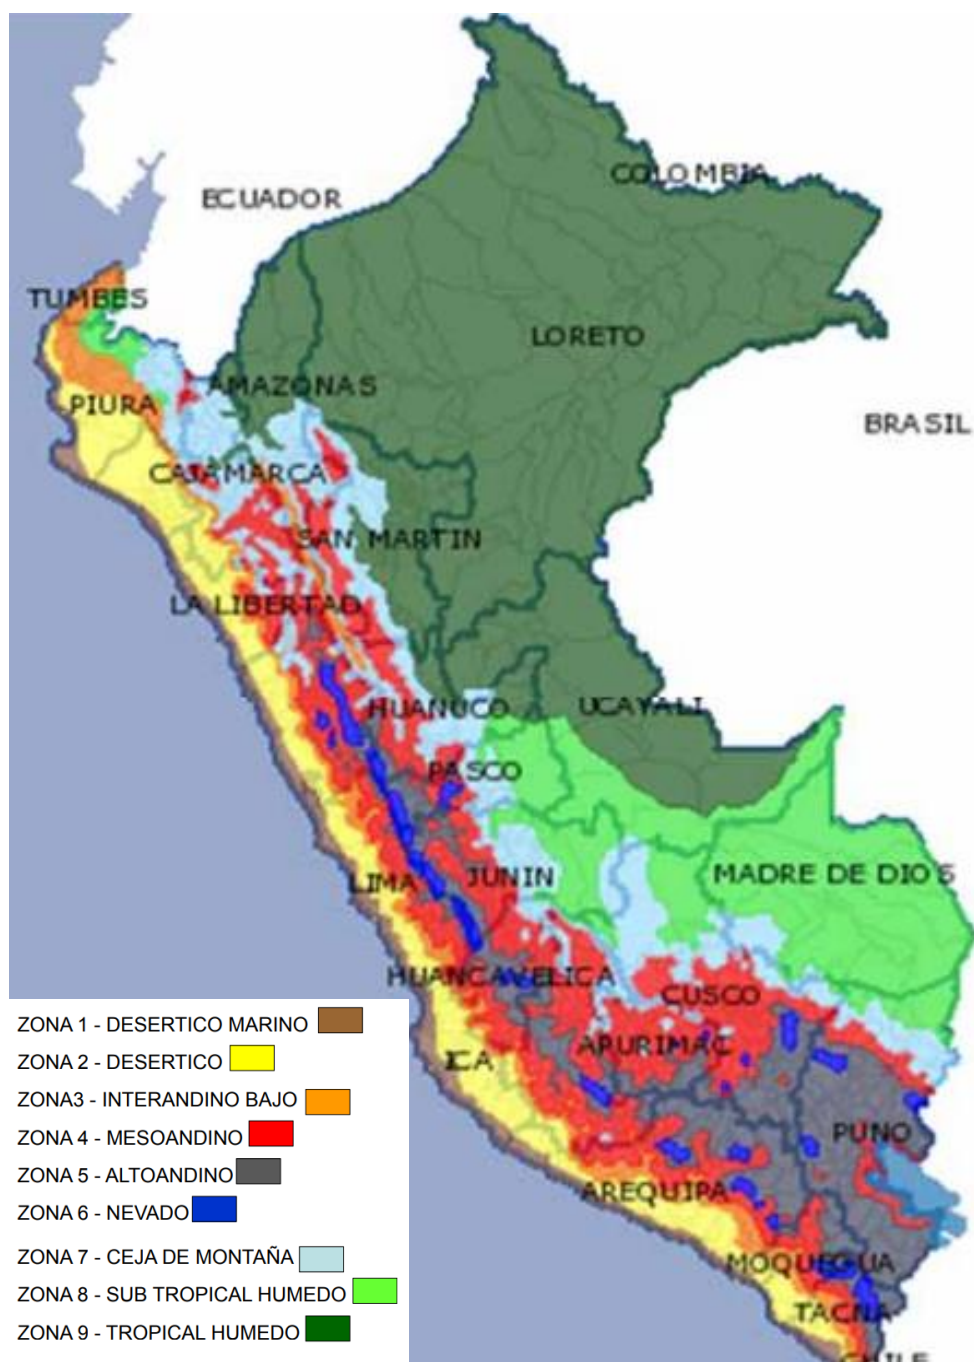 COLOMBIA
ECUADOR
TUMBES
LORETO
AMAZONAS
PIURA
BRASIL
CAJAMARCA
SAN MARTIN
LA LIBERTAD
HUANUCO
UCAYALI
PASCO
LIMA
JUNIN
MADRE DE DIOS
HUANCAVELICA
CUSCO
ICA
APURIMAC
PUNO
AREQUIPA
MOQUEGUA
TACNA
CHILE
ZONA 1 - DESERTICO MARINO
ZONA 2 - DESERTICO
ZONA3 - INTERANDINO BAJO
ZONA 4 - MESOANDINO
ZONA 5 - ALTOANDINO
ZONA 6 - NEVADO
ZONA 7 - CEJA DE MONTAÑA
ZONA 8 - SUB TROPICAL HUMEDO
ZONA 9 - TROPICAL HUMEDO